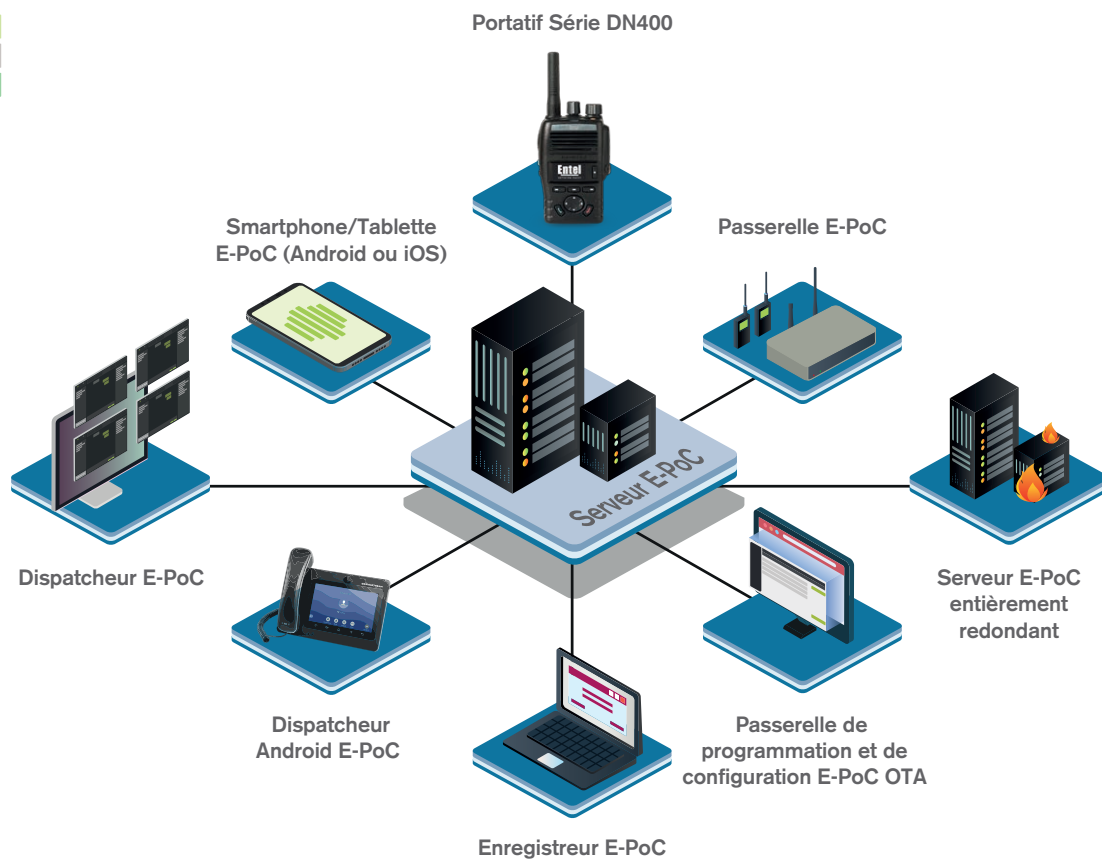 Portatif Série DN400
Entel
Smartphone/Tablette
E-PoC (Android ou iOS)
Passerelle E-PoC
Serveur E-PoC
Dispatcheur E-PoC
Serveur E-PoC
entièrement
redondant
Dispatcheur
Android E-PoC
Passerelle de
programmation et de
configuration E-PoC OTA
Enregistreur E-PoC